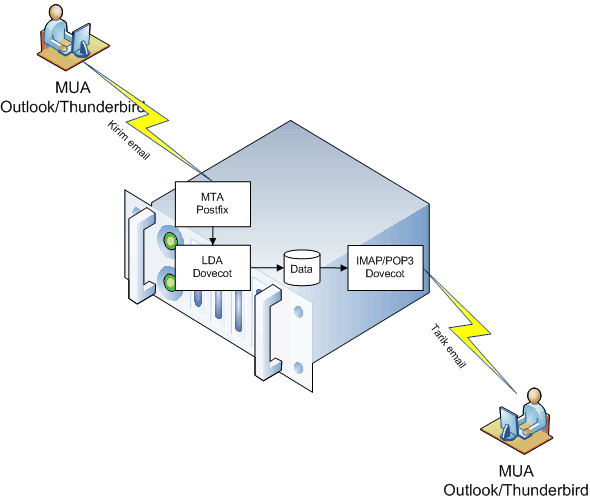 MUA
Outlook/Thunderbird
Kirim email
MTA
Postfix
LDA
Dovecot
Data
IMAP/POP3
Dovecot
Tarik email
MUA
Outlook/Thunderbird